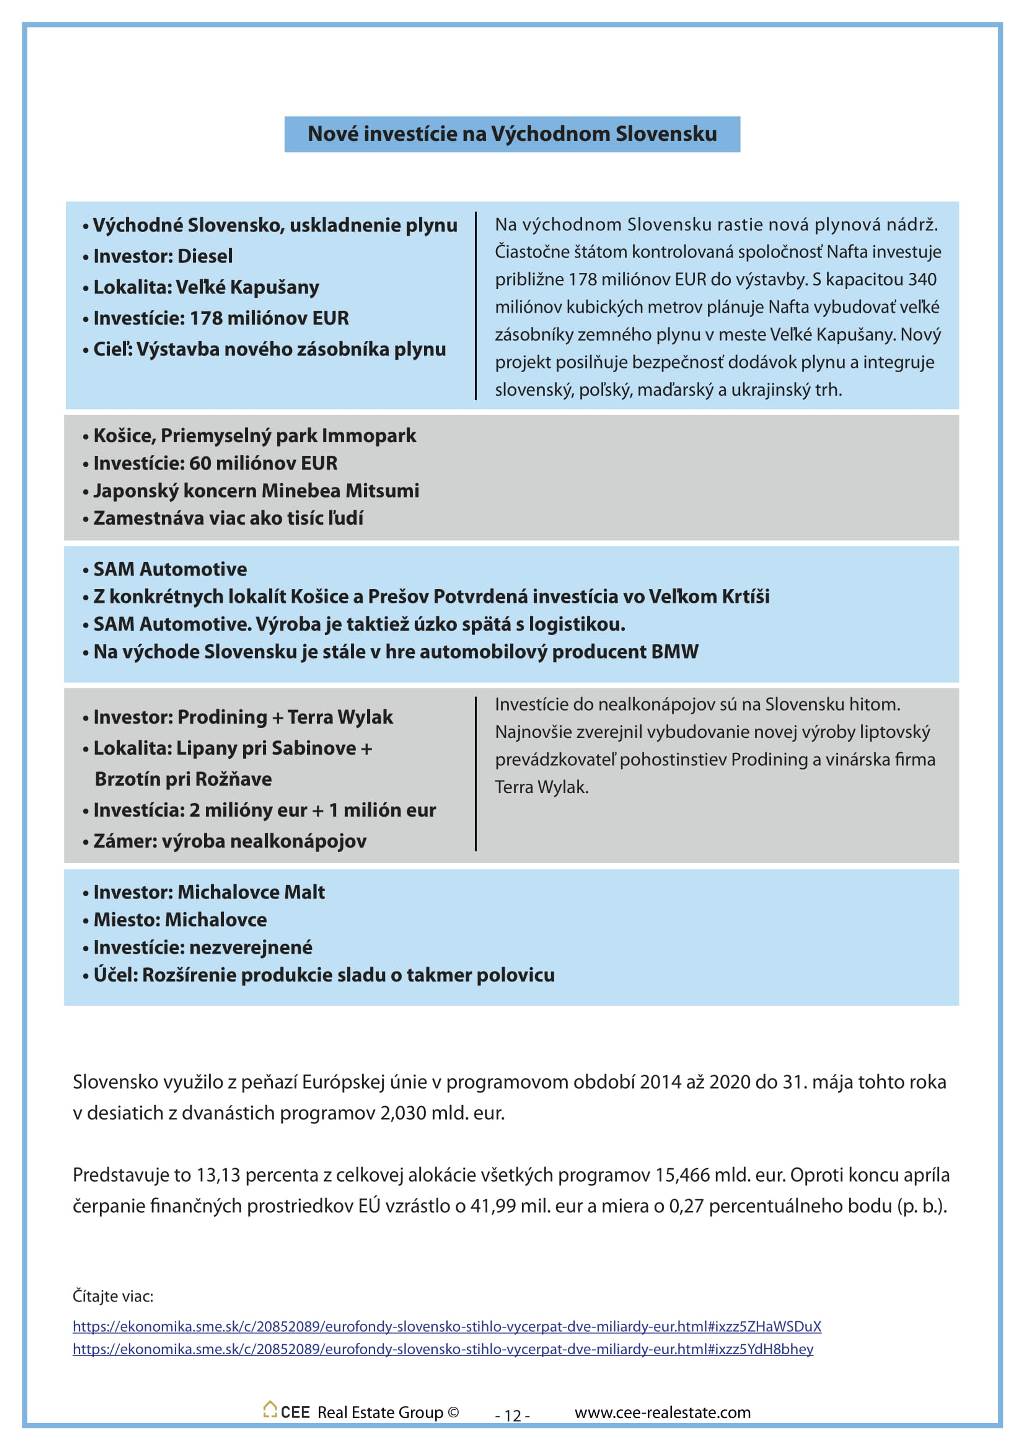 Nové investície na Východnom Slovensku
• Východné Slovensko, uskladnenie plynu
• Investor: Diesel
• Lokalita: Veľké Kapušany
• Investície: 178 miliónov EUR
• Cieľ: Výstavba nového zásobníka plynu
Na východnom Slovensku rastie nová plynová nádrž.
Čiastočne štátom kontrolovaná spoločnosť Nafta investuje
približne 178 miliónov EUR do výstavby. S kapacitou 340
miliónov kubických metrov plánuje Nafta vybudovať veľké
zásobníky zemného plynu v meste Veľké Kapušany. Nový
projekt posilňuje bezpečnosť dodávok plynu a integruje
slovenský, poľský, maďarský a ukrajinský trh.
• Košice, Priemyselný park Immopark
• Investície: 60 miliónov EUR
• Japonský koncern Minebea Mitsumi
• Zamestnáva viac ako tisíc ľudí
• SAM Automotive
• Z konkrétnych lokalít Košice a Prešov Potvrdená investícia vo Veľkom Krtíši
• SAM Automotive. Výroba je taktiež úzko spätá s logistikou.
• Na východe Slovensku je stále v hre automobilový producent BMW
• Investor: Prodining + Terra Wylak
• Lokalita: Lipany pri Sabinove +
Brzotín pri Rožňave
• Investícia: 2 milióny eur + 1 milión eur
• Zámer: výroba nealkonápojov
Investície do nealkonápojov sú na Slovensku hitom.
Najnovšie zverejnil vybudovanie novej výroby liptovský
prevádzkovateľ pohostinstiev Prodining a vinárska firma
Terra Wylak.
• Investor: Michalovce Malt
• Miesto: Michalovce
• Investície: nezverejnené
• Účel: Rozšírenie produkcie sladu o takmer polovicu
Slovensko využilo z peňazí Európskej únie v programovom období 2014 až 2020 do 31. mája tohto roka
v desiatich z dvanástich programov 2,030 mld. eur.
Predstavuje to 13,13 percenta z celkovej alokácie všetkých programov 15,466 mld. eur. Oproti koncu apríla
čerpanie finančných prostriedkov EÚ vzrástlo o 41,99 mil. eur a miera o 0,27 percentuálneho bodu (p. b.).
Čítajte viac:
https://ekonomika.sme.sk/c/20852089/eurofondy-slovensko-stihlo-vycerpat-dve-miliardy-eur.html#ixzz5ZHaWSDuX
https://ekonomika.sme.sk/c/20852089/eurofondy-slovensko-stihlo-vycerpat-dve-miliardy-eur.html#ixzz5YdH8bhey
CEE Real Estate Group © - 12 - www.cee-realestate.com